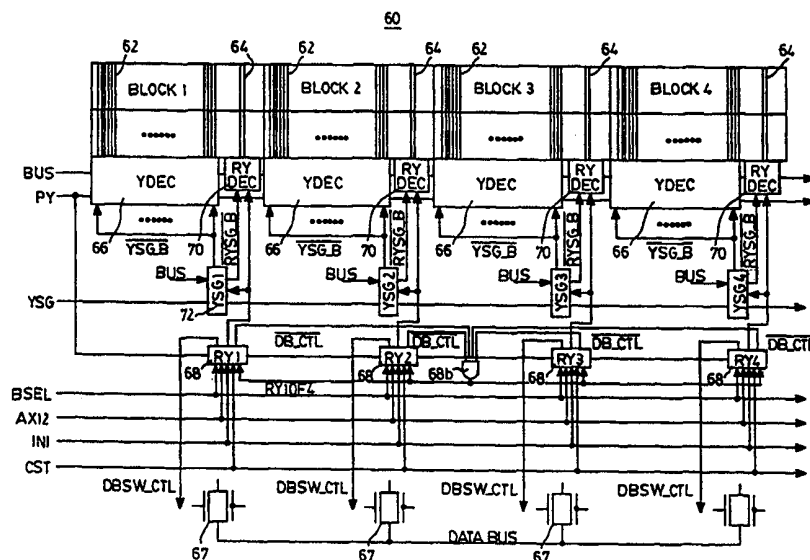 60
62 64 62 64 62 64 64
BLOCK 1 BLOCK 2 BLOCK 3 BLOCK 4
•••••• •••••• •••••• ••••••
BUS YDEC RY DEC YDEC RY DEC YDEC RY DEC YDEC RY DEC
PY
66 •••••• 70 66 •••••• 70 66 •••••• 70 66 •••••• 70
YSG_B RYSG_B YSG_B RYSG_B YSG_B RYSG_B YSG_B RYSG_B
BUS BUS BUS BUS
YSG YSG1 YSG2 YSG3 YSG4
72
DB_CTL DB_CTL DB_CTL DB_CTL
68 RY1 68 RY2 68b 68 RY3 68 RY4
RY1OF4
BSEL
AX12
INI
CST
DBSW_CTL DBSW_CTL DBSW_CTL DBSW_CTL
67 67 67
DATA BUS